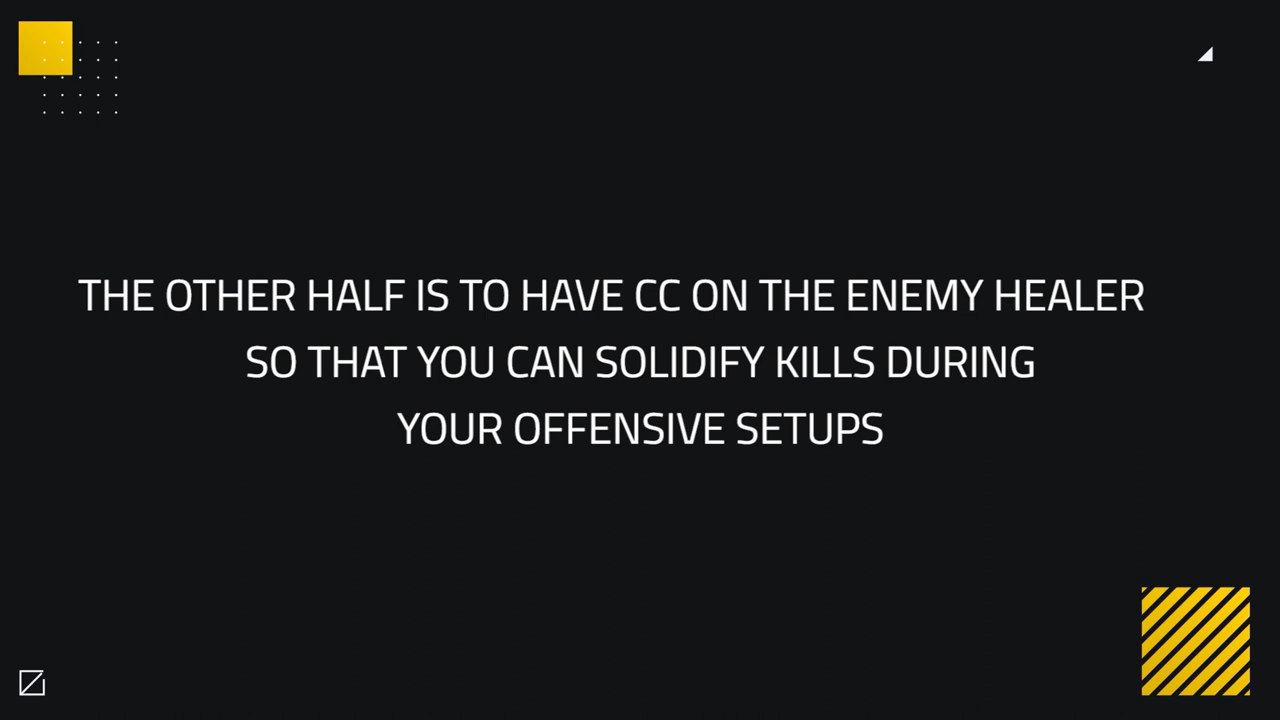 THE OTHER HALF IS TO HAVE CC ON THE ENEMY HEALER
SO THAT YOU CAN SOLIDIFY KILLS DURING
YOUR OFFENSIVE SETUPS